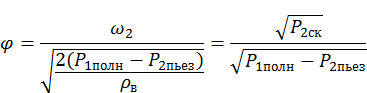 φ = ω₂ / √(2(P₁полн − P₂пьез) / ρв) = √P₂ск / √(P₁полн − P₂пьез)